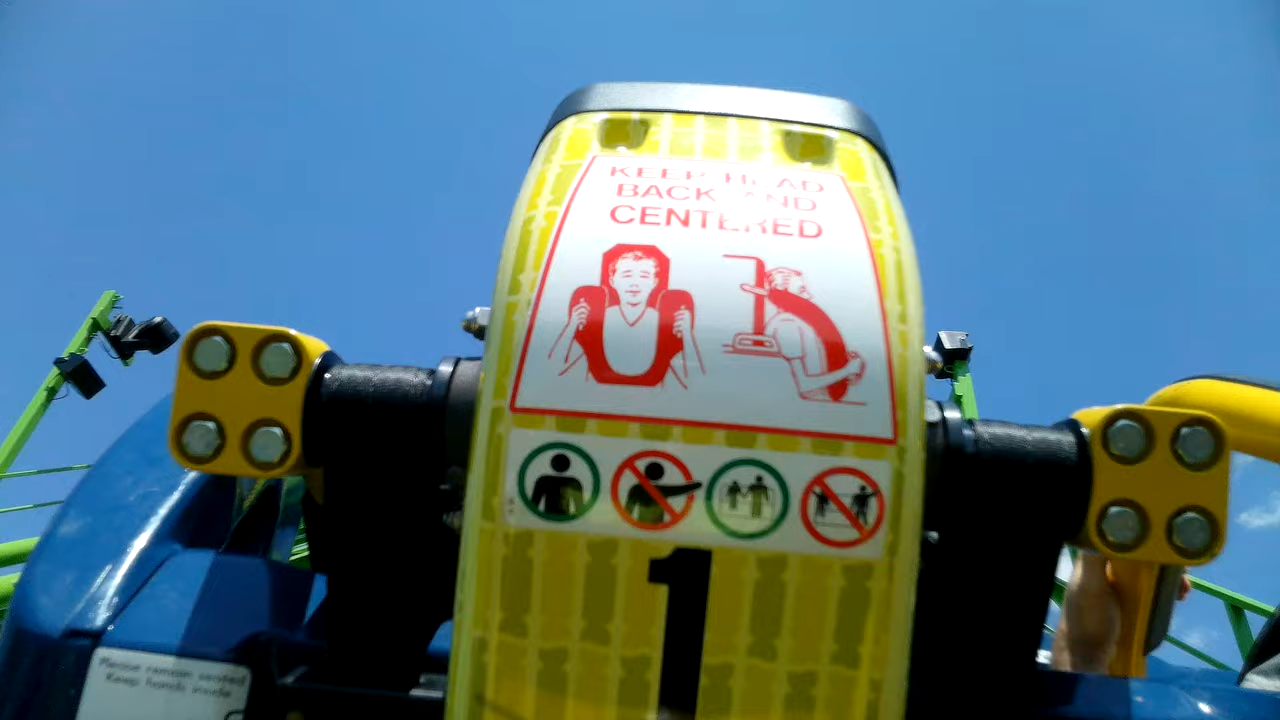 KEEP HEAD
BACK AND
CENTERED
1
Please remain seated
Keep hands inside